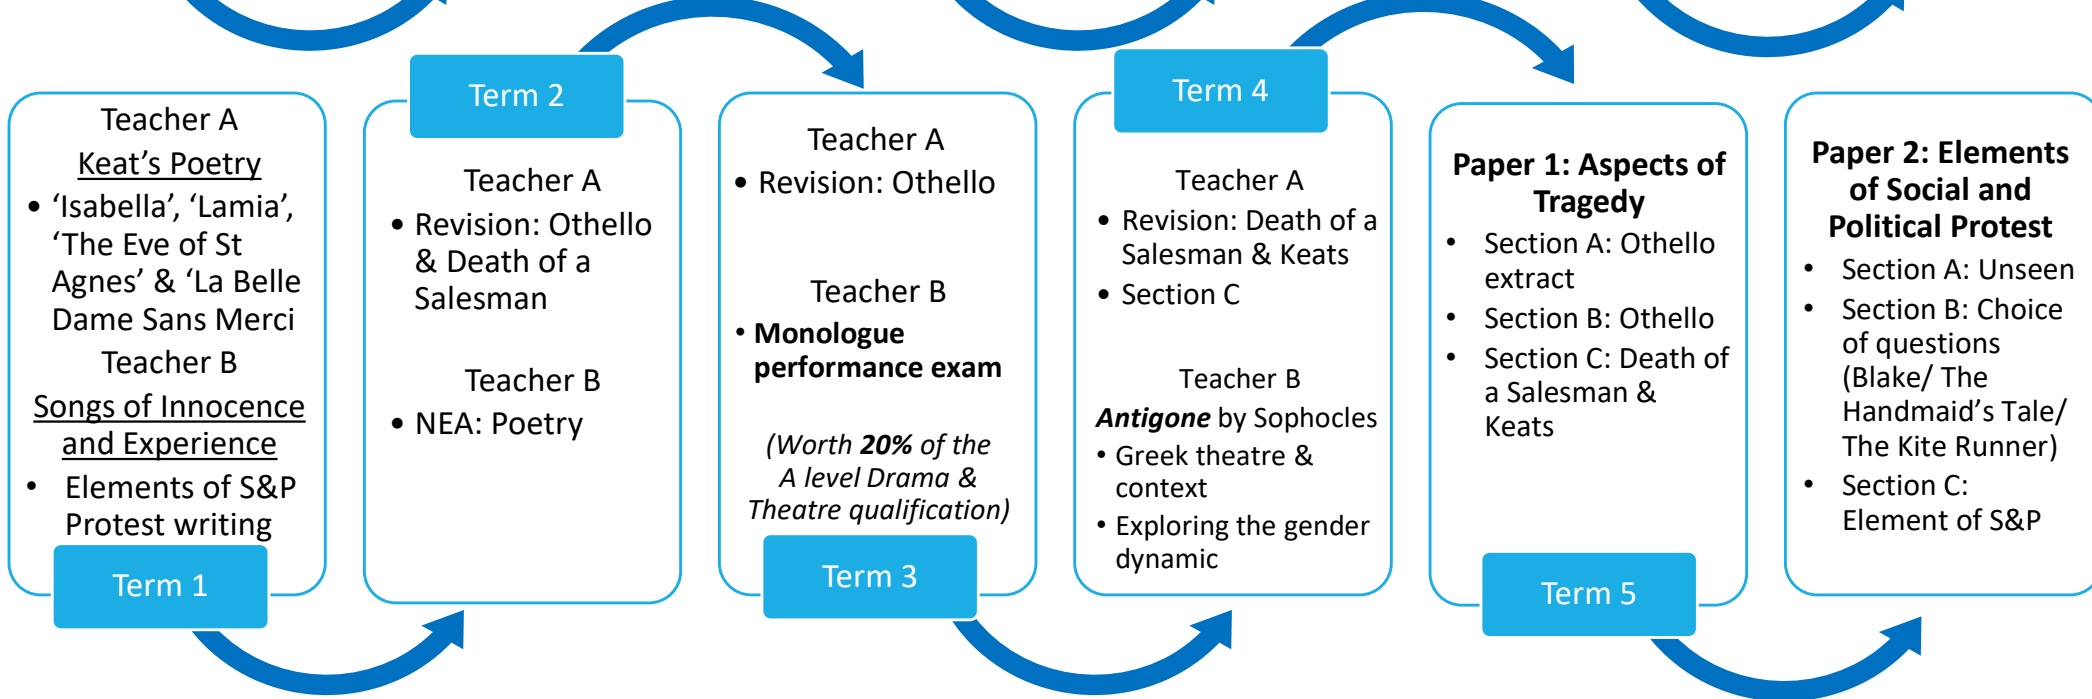 Teacher A
Keat’s Poetry
• ‘Isabella’, ‘Lamia’,
‘The Eve of St
Agnes’ & ‘La Belle
Dame Sans Merci
Teacher B
Songs of Innocence
and Experience
• Elements of S&P
Protest writing
Term 1
Term 2
Teacher A
• Revision: Othello
& Death of a
Salesman
Teacher B
• NEA: Poetry
Teacher A
• Revision: Othello
Teacher B
• Monologue
performance exam
(Worth 20% of the
A level Drama &
Theatre qualification)
Term 3
Term 4
Teacher A
• Revision: Death of a
Salesman & Keats
• Section C
Teacher B
Antigone by Sophocles
• Greek theatre &
context
• Exploring the gender
dynamic
Paper 1: Aspects of
Tragedy
• Section A: Othello
extract
• Section B: Othello
• Section C: Death of
a Salesman &
Keats
Term 5
Paper 2: Elements
of Social and
Political Protest
• Section A: Unseen
• Section B: Choice
of questions
(Blake/ The
Handmaid’s Tale/
The Kite Runner)
• Section C:
Element of S&P